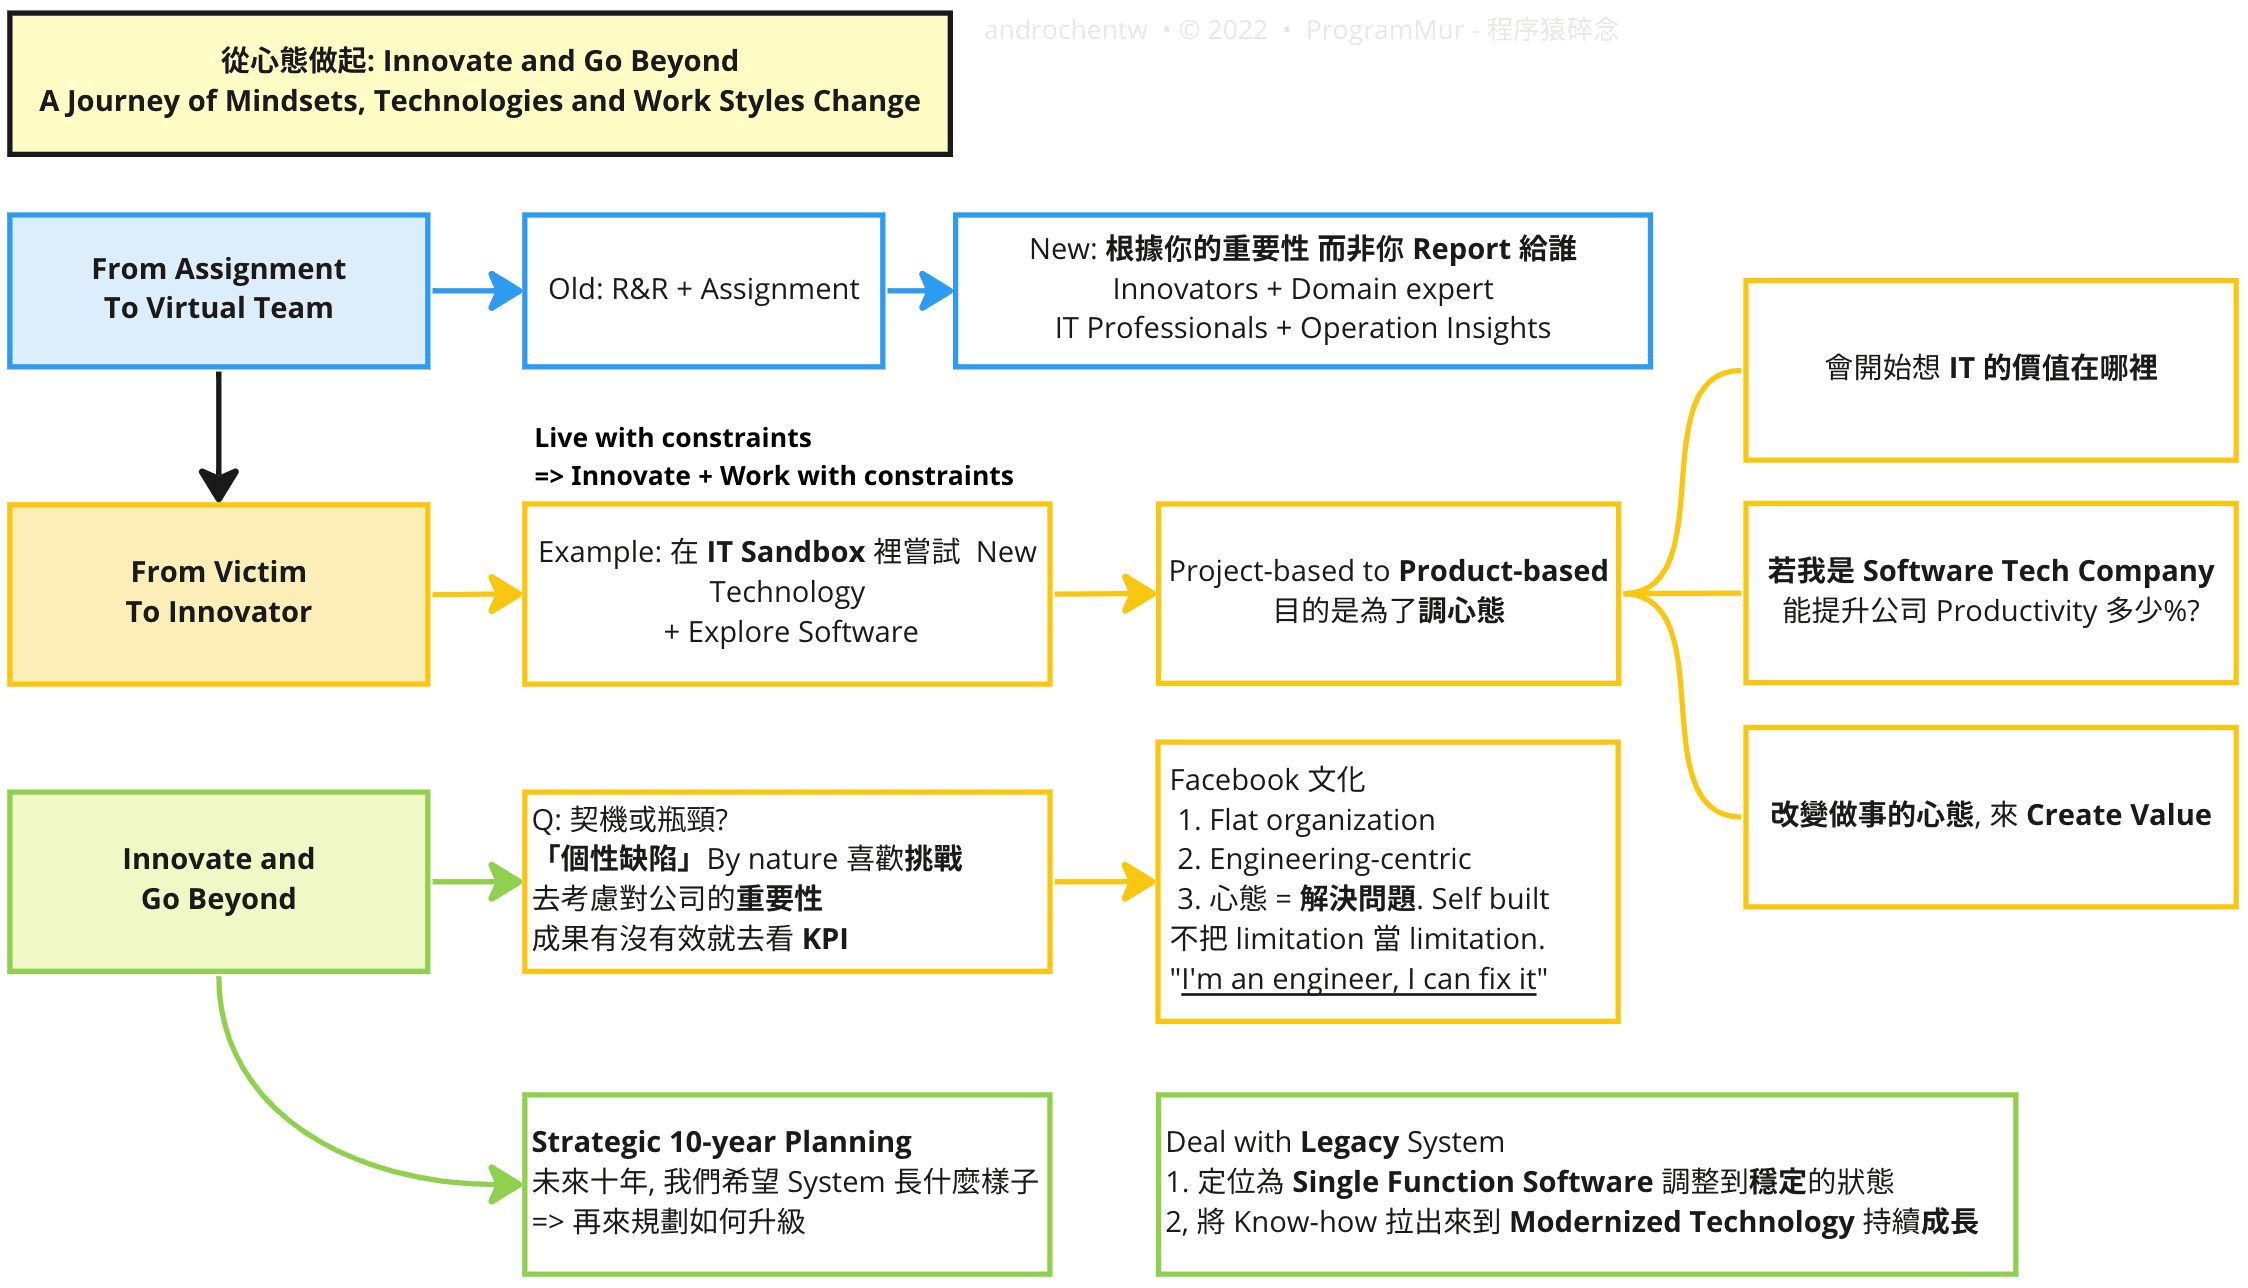 從心態做起: Innovate and Go Beyond
A Journey of Mindsets, Technologies and Work Styles Change
androchentw • © 2022 • ProgramMur - 程序猿碎念
From Assignment
To Virtual Team
Old: R&R + Assignment
New: 根據你的重要性 而非你 Report 給誰
Innovators + Domain expert
IT Professionals + Operation Insights
Live with constraints
=> Innovate + Work with constraints
From Victim
To Innovator
Example: 在 IT Sandbox 裡嘗試 New
Technology
+ Explore Software
Project-based to Product-based
目的是為了調心態
會開始想 IT 的價值在哪裡
若我是 Software Tech Company
能提升公司 Productivity 多少%?
改變做事的心態, 來 Create Value
Innovate and
Go Beyond
Q: 契機或瓶頸?
「個性缺陷」By nature 喜歡挑戰
去考慮對公司的重要性
成果有沒有效就去看 KPI
Facebook 文化
1. Flat organization
2. Engineering-centric
3. 心態 = 解決問題. Self built
不把 limitation 當 limitation.
"I'm an engineer, I can fix it"
Strategic 10-year Planning
未來十年, 我們希望 System 長什麼樣子
=> 再來規劃如何升級
Deal with Legacy System
1. 定位為 Single Function Software 調整到穩定的狀態
2, 將 Know-how 拉出來到 Modernized Technology 持續成長